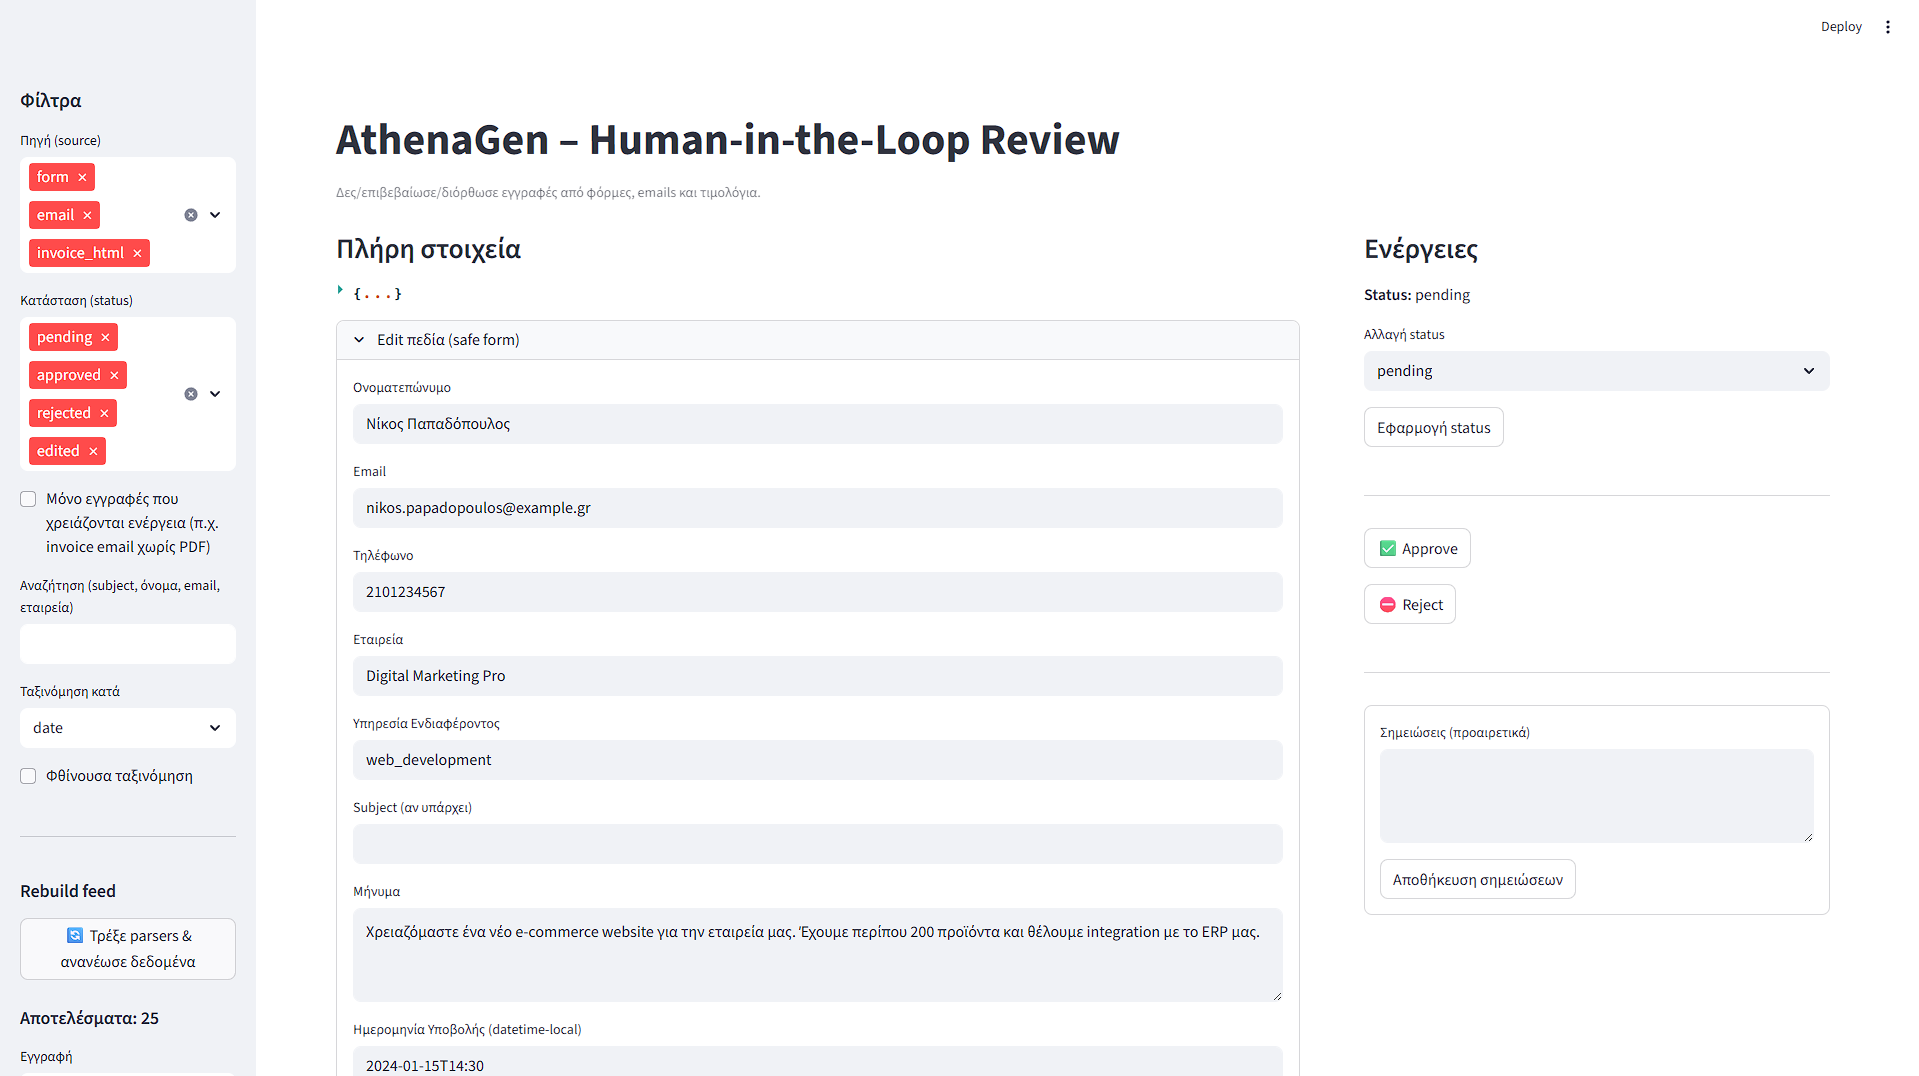 Deploy
Φίλτρα
Πηγή (source)
form
email
invoice_html
Κατάσταση (status)
pending
approved
rejected
edited
Μόνο εγγραφές που
χρειάζονται ενέργεια (π.χ.
invoice email χωρίς PDF)
Αναζήτηση (subject, όνομα, email,
εταιρεία)
Ταξινόμηση κατά
date
Φθίνουσα ταξινόμηση
Rebuild feed
Τρέξε parsers &
ανανέωσε δεδομένα
Αποτελέσματα: 25
Εγγραφή
AthenaGen – Human-in-the-Loop Review
Δες/επιβεβαίωσε/διόρθωσε εγγραφές από φόρμες, emails και τιμολόγια.
Πλήρη στοιχεία
{...}
Edit πεδία (safe form)
Ονοματεπώνυμο
Νίκος Παπαδόπουλος
Email
nikos.papadopoulos@example.gr
Τηλέφωνο
2101234567
Εταιρεία
Digital Marketing Pro
Υπηρεσία Ενδιαφέροντος
web_development
Subject (αν υπάρχει)
Μήνυμα
Χρειαζόμαστε ένα νέο e-commerce website για την εταιρεία μας. Έχουμε περίπου 200 προϊόντα και θέλουμε integration με το ERP μας.
Ημερομηνία Υποβολής (datetime-local)
2024-01-15T14:30
Ενέργειες
Status: pending
Αλλαγή status
pending
Εφαρμογή status
Approve
Reject
Σημειώσεις (προαιρετικά)
Αποθήκευση σημειώσεων